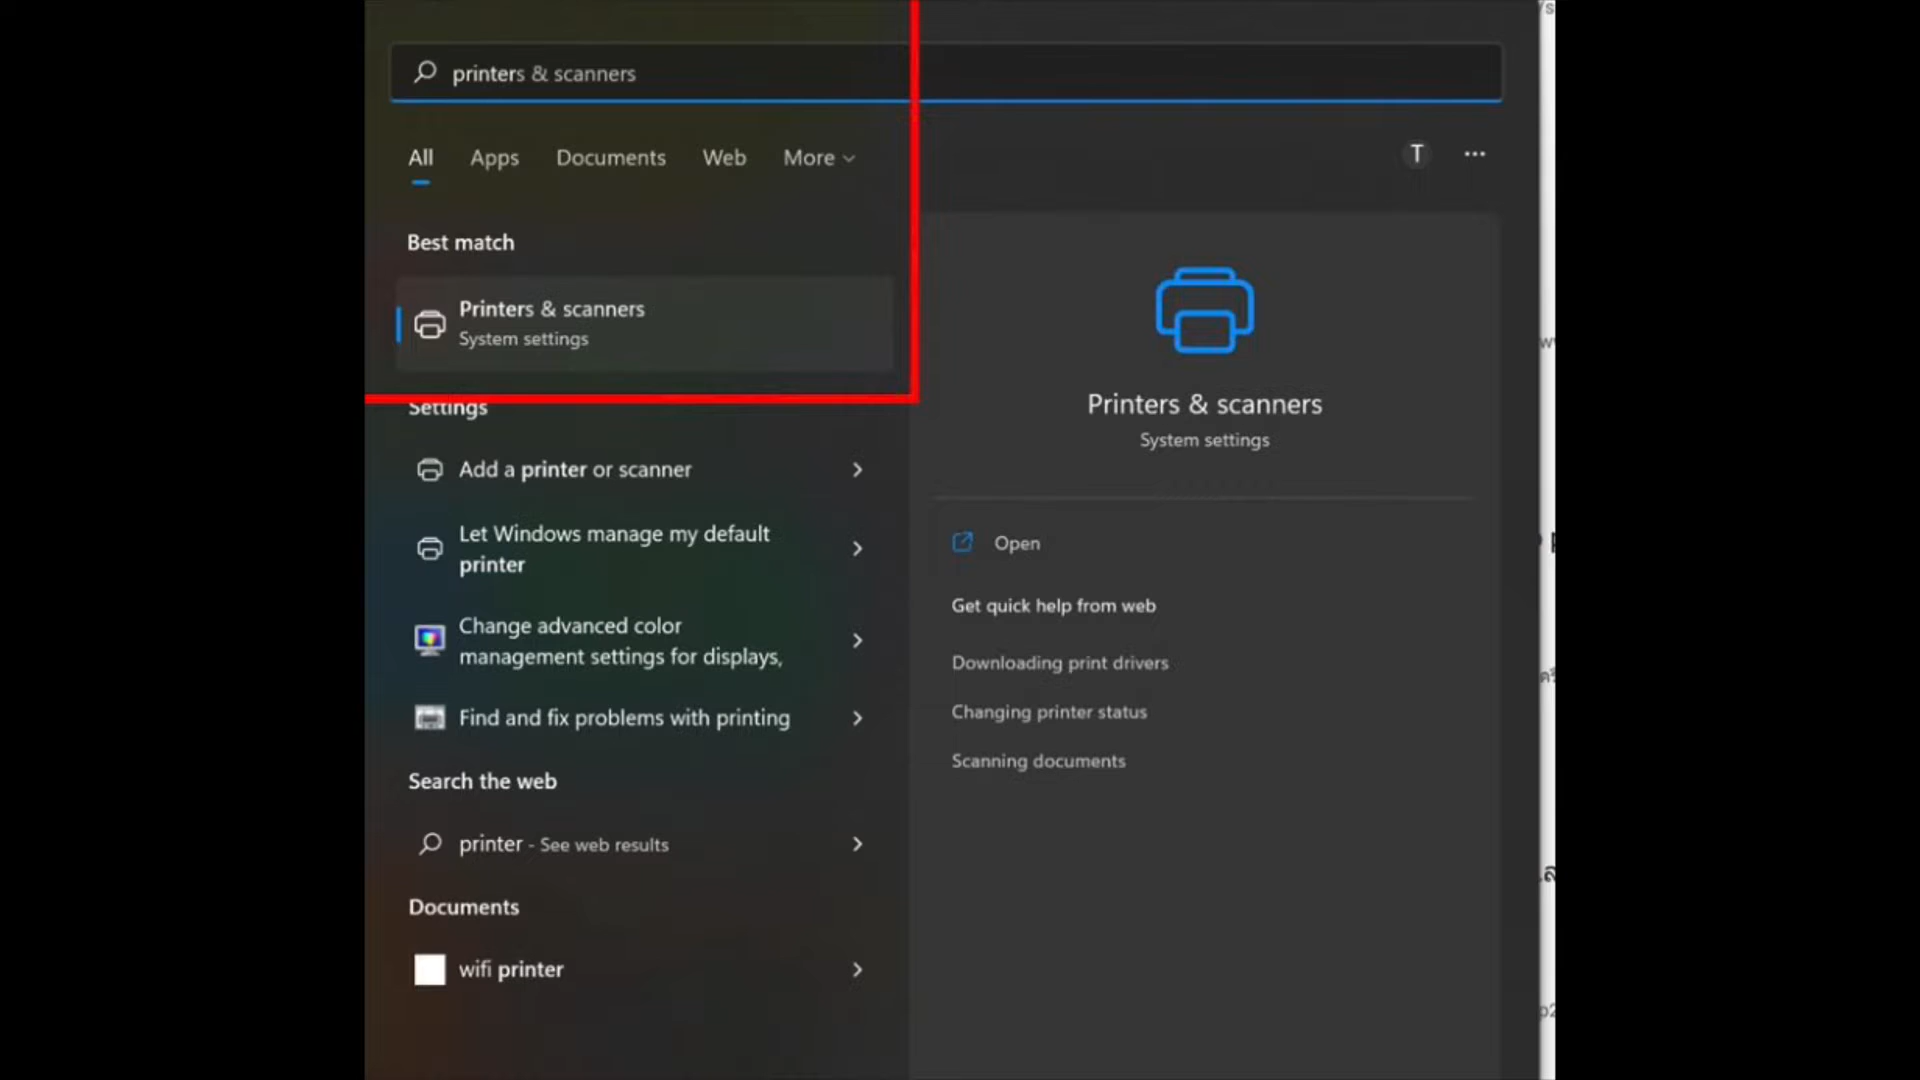 printers & scanners
All Apps Documents Web More
T ...
Best match
Printers & scanners
System settings
Settings
Add a printer or scanner
Let Windows manage my default
printer
Change advanced color
management settings for displays,
Find and fix problems with printing
Search the web
printer - See web results
Documents
wifi printer
Printers & scanners
System settings
Open
Get quick help from web
Downloading print drivers
Changing printer status
Scanning documents